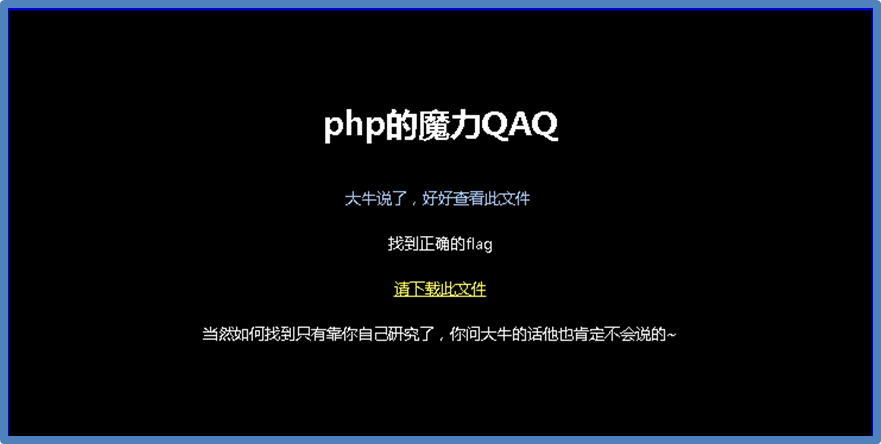 php的魔力QAQ
大牛说了，好好查看此文件
找到正确的flag
请下载此文件
当然如何找到只有靠你自己研究了，你问大牛的话他也肯定不会说的~